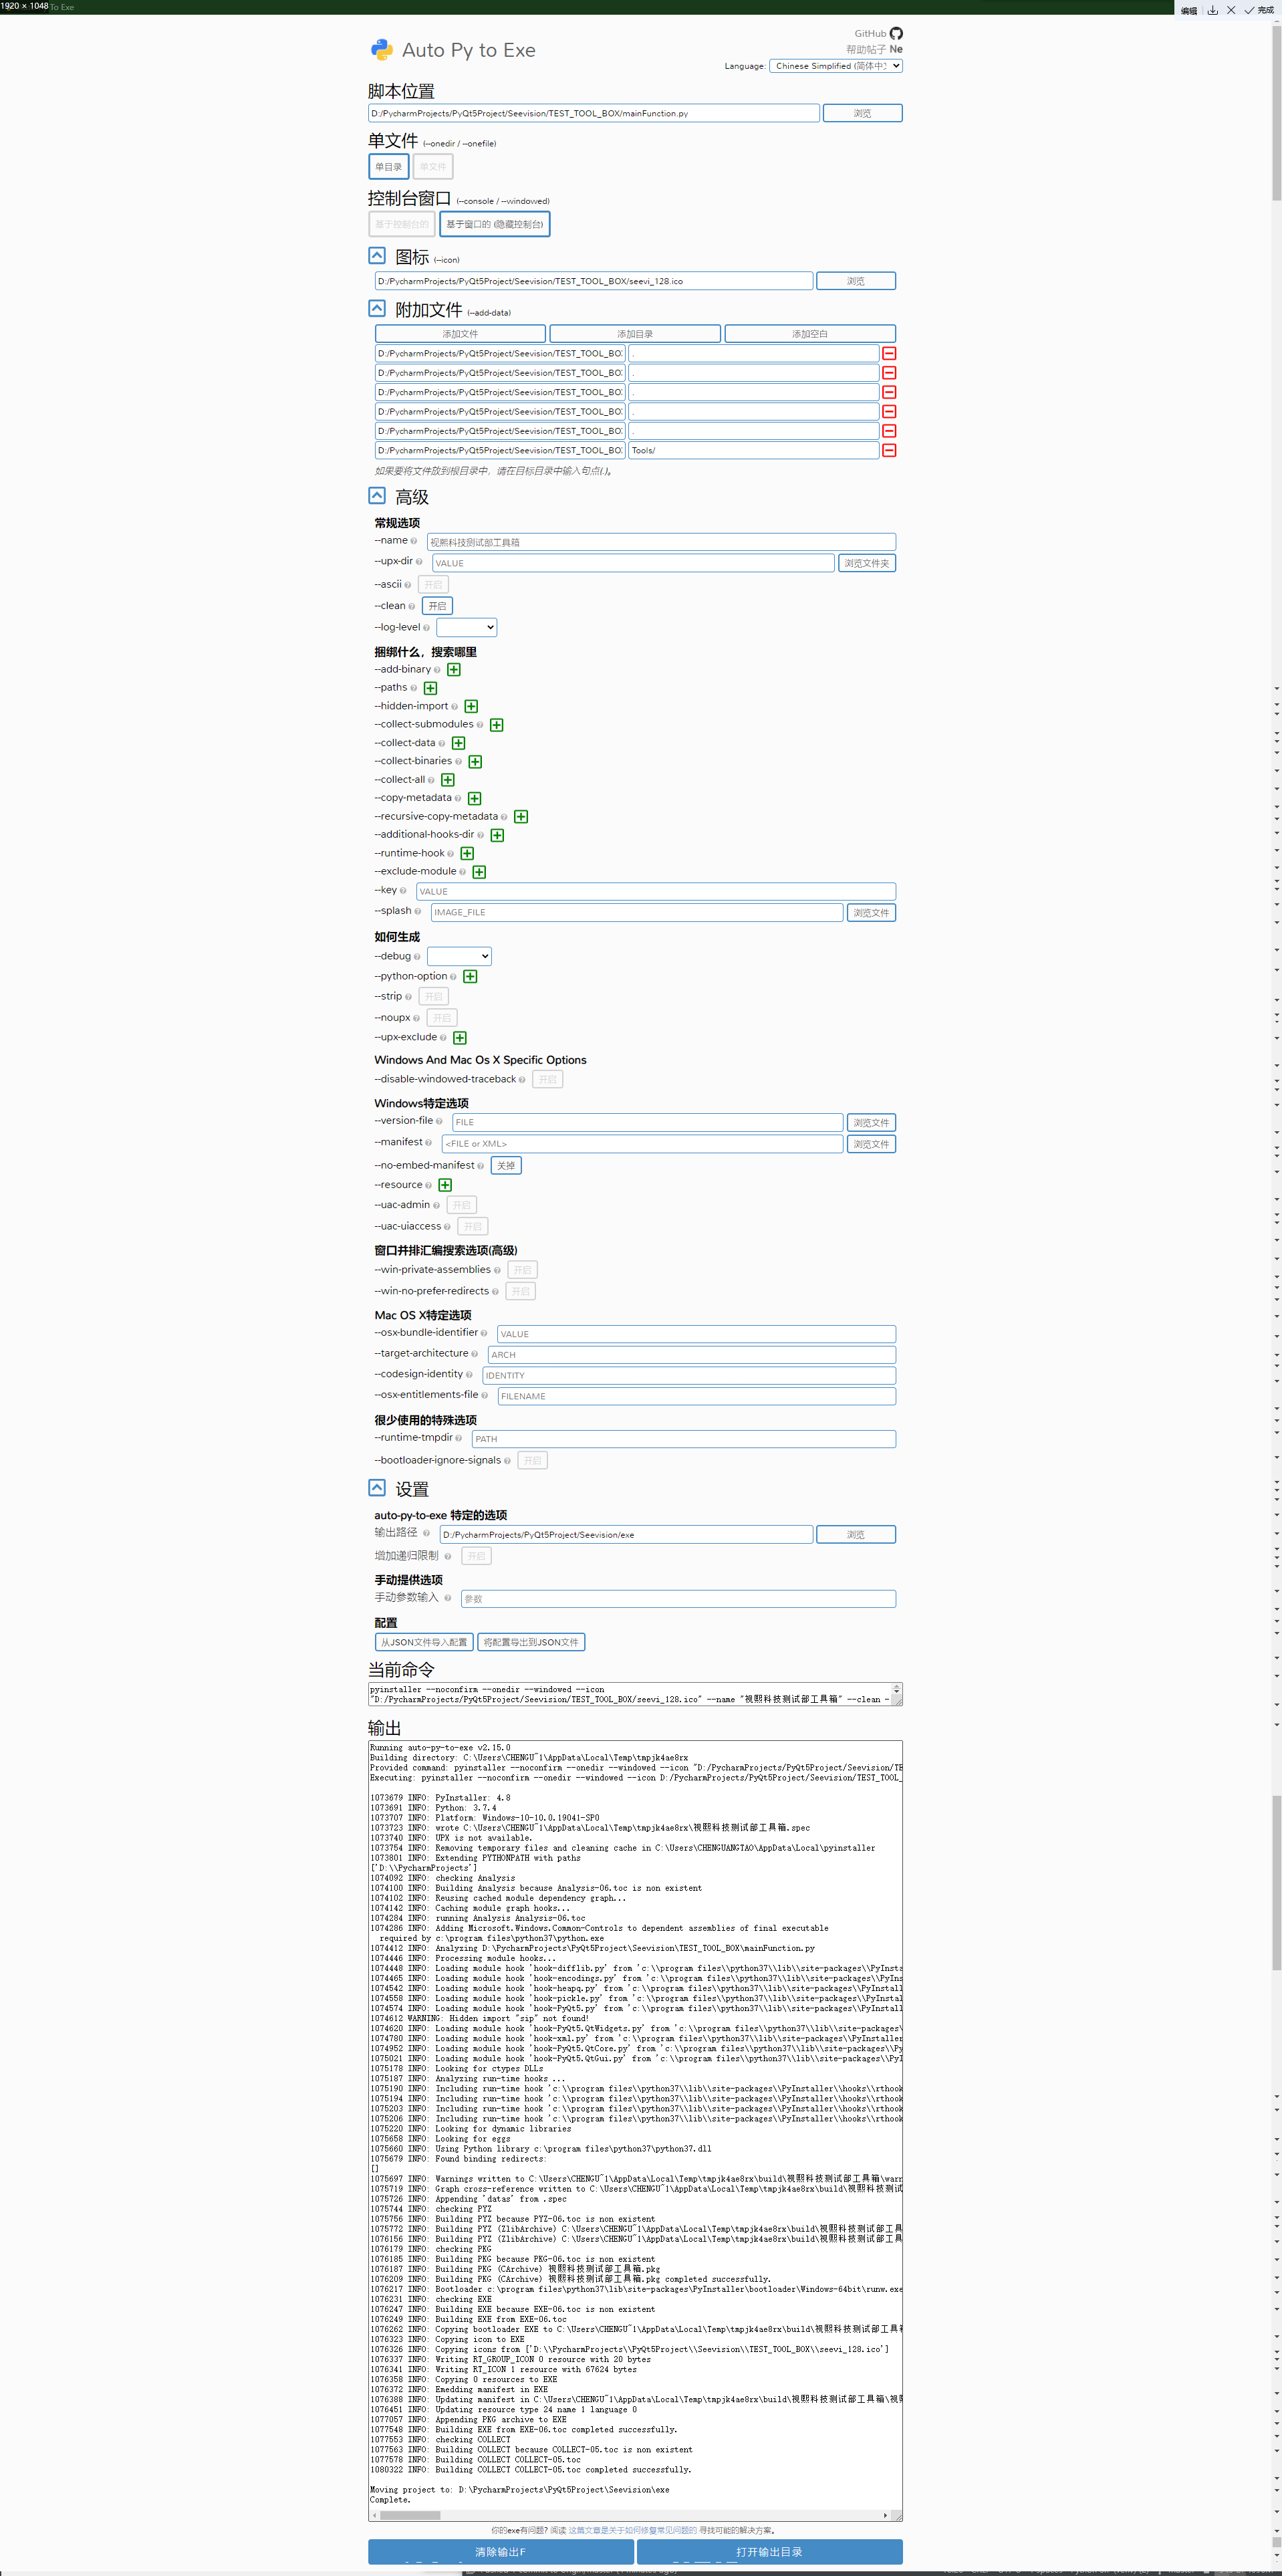 1920 × 1048
To Exe
编辑 完成
GitHub
Auto Py to Exe
帮助帖子 Ne
Language: Chinese Simplified (简体中文
脚本位置
D:/PycharmProjects/PyQt5Project/Seevision/TEST_TOOL_BOX/mainFunction.py 浏览
单文件 (--onedir / --onefile)
单目录 单文件
控制台窗口 (--console / --windowed)
基于控制台的 基于窗口的 (隐藏控制台)
图标 (--icon)
D:/PycharmProjects/PyQt5Project/Seevision/TEST_TOOL_BOX/seevi_128.ico 浏览
附加文件 (--add-data)
添加文件 添加目录 添加空白
D:/PycharmProjects/PyQt5Project/Seevision/TEST_TOOL_BO .
D:/PycharmProjects/PyQt5Project/Seevision/TEST_TOOL_BO .
D:/PycharmProjects/PyQt5Project/Seevision/TEST_TOOL_BO .
D:/PycharmProjects/PyQt5Project/Seevision/TEST_TOOL_BO .
D:/PycharmProjects/PyQt5Project/Seevision/TEST_TOOL_BO .
D:/PycharmProjects/PyQt5Project/Seevision/TEST_TOOL_BO Tools/
如果要将文件放到根目录中，请在目标目录中输入句点(.)。
高级
常规选项
--name 视熙科技测试部工具箱
--upx-dir VALUE 浏览文件夹
--ascii 开启
--clean 开启
--log-level
捆绑什么，搜索哪里
--add-binary
--paths
--hidden-import
--collect-submodules
--collect-data
--collect-binaries
--collect-all
--copy-metadata
--recursive-copy-metadata
--additional-hooks-dir
--runtime-hook
--exclude-module
--key VALUE
--splash IMAGE_FILE 浏览文件
如何生成
--debug
--python-option
--strip 开启
--noupx 开启
--upx-exclude
Windows And Mac Os X Specific Options
--disable-windowed-traceback 开启
Windows特定选项
--version-file FILE 浏览文件
--manifest <FILE or XML> 浏览文件
--no-embed-manifest 关掉
--resource
--uac-admin 开启
--uac-uiaccess 开启
窗口并排汇编搜索选项(高级)
--win-private-assemblies 开启
--win-no-prefer-redirects 开启
Mac OS X特定选项
--osx-bundle-identifier VALUE
--target-architecture ARCH
--codesign-identity IDENTITY
--osx-entitlements-file FILENAME
很少使用的特殊选项
--runtime-tmpdir PATH
--bootloader-ignore-signals 开启
设置
auto-py-to-exe 特定的选项
输出路径 D:/PycharmProjects/PyQt5Project/Seevision/exe 浏览
增加递归限制 开启
手动提供选项
手动参数输入 参数
配置
从JSON文件导入配置 将配置导出到JSON文件
当前命令
pyinstaller --noconfirm --onedir --windowed --icon
"D:/PycharmProjects/PyQt5Project/Seevision/TEST_TOOL_BOX/seevi_128.ico" --name "视熙科技测试部工具箱" --clean -
输出
Running auto-py-to-exe v2.15.0
Building directory: C:\Users\CHENGU~1\AppData\Local\Temp\tmpjk4ae8rx
Provided command: pyinstaller --noconfirm --onedir --windowed --icon "D:/PycharmProjects/PyQt5Project/Seevision/TE
Executing: pyinstaller --noconfirm --onedir --windowed --icon D:/PycharmProjects/PyQt5Project/Seevision/TEST_TOOL_
1073679 INFO: PyInstaller: 4.8
1073691 INFO: Python: 3.7.4
1073707 INFO: Platform: Windows-10-10.0.19041-SP0
1073723 INFO: wrote C:\Users\CHENGU~1\AppData\Local\Temp\tmpjk4ae8rx\视熙科技测试部工具箱.spec
1073740 INFO: UPX is not available.
1073754 INFO: Removing temporary files and cleaning cache in C:\Users\CHENGUANGTAO\AppData\Local\pyinstaller
1073801 INFO: Extending PYTHONPATH with paths
['D:\\PycharmProjects']
1074092 INFO: checking Analysis
1074100 INFO: Building Analysis because Analysis-06.toc is non existent
1074102 INFO: Reusing cached module dependency graph...
1074142 INFO: Caching module graph hooks...
1074284 INFO: running Analysis Analysis-06.toc
1074286 INFO: Adding Microsoft.Windows.Common-Controls to dependent assemblies of final executable
required by c:\program files\python37\python.exe
1074412 INFO: Analyzing D:\PycharmProjects\PyQt5Project\Seevision\TEST_TOOL_BOX\mainFunction.py
1074446 INFO: Processing module hooks...
1074448 INFO: Loading module hook 'hook-difflib.py' from 'c:\\program files\\python37\\lib\\site-packages\\PyInsta
1074465 INFO: Loading module hook 'hook-encodings.py' from 'c:\\program files\\python37\\lib\\site-packages\\PyIns
1074542 INFO: Loading module hook 'hook-heapq.py' from 'c:\\program files\\python37\\lib\\site-packages\\PyInstall
1074558 INFO: Loading module hook 'hook-pickle.py' from 'c:\\program files\\python37\\lib\\site-packages\\PyInstal
1074574 INFO: Loading module hook 'hook-PyQt5.py' from 'c:\\program files\\python37\\lib\\site-packages\\PyInstall
1074612 WARNING: Hidden import "sip" not found!
1074620 INFO: Loading module hook 'hook-PyQt5.QtWidgets.py' from 'c:\\program files\\python37\\lib\\site-packages\
1074780 INFO: Loading module hook 'hook-xml.py' from 'c:\\program files\\python37\\lib\\site-packages\\PyInstaller
1074952 INFO: Loading module hook 'hook-PyQt5.QtCore.py' from 'c:\\program files\\python37\\lib\\site-packages\\Py
1075021 INFO: Loading module hook 'hook-PyQt5.QtGui.py' from 'c:\\program files\\python37\\lib\\site-packages\\PyI
1075178 INFO: Looking for ctypes DLLs
1075187 INFO: Analyzing run-time hooks ...
1075190 INFO: Including run-time hook 'c:\\program files\\python37\\lib\\site-packages\\PyInstaller\\hooks\\rthook
1075194 INFO: Including run-time hook 'c:\\program files\\python37\\lib\\site-packages\\PyInstaller\\hooks\\rthook
1075203 INFO: Including run-time hook 'c:\\program files\\python37\\lib\\site-packages\\PyInstaller\\hooks\\rthook
1075206 INFO: Including run-time hook 'c:\\program files\\python37\\lib\\site-packages\\PyInstaller\\hooks\\rthook
1075220 INFO: Looking for dynamic libraries
1075658 INFO: Looking for eggs
1075660 INFO: Using Python library c:\program files\python37\python37.dll
1075679 INFO: Found binding redirects:
[]
1075697 INFO: Warnings written to C:\Users\CHENGU~1\AppData\Local\Temp\tmpjk4ae8rx\build\视熙科技测试部工具箱\warn
1075719 INFO: Graph cross-reference written to C:\Users\CHENGU~1\AppData\Local\Temp\tmpjk4ae8rx\build\视熙科技测试
1075726 INFO: Appending 'datas' from .spec
1075744 INFO: checking PYZ
1075756 INFO: Building PYZ because PYZ-06.toc is non existent
1075772 INFO: Building PYZ (ZlibArchive) C:\Users\CHENGU~1\AppData\Local\Temp\tmpjk4ae8rx\build\视熙科技测试部工具
1076156 INFO: Building PYZ (ZlibArchive) C:\Users\CHENGU~1\AppData\Local\Temp\tmpjk4ae8rx\build\视熙科技测试部工具
1076179 INFO: checking PKG
1076185 INFO: Building PKG because PKG-06.toc is non existent
1076187 INFO: Building PKG (CArchive) 视熙科技测试部工具箱.pkg
1076209 INFO: Building PKG (CArchive) 视熙科技测试部工具箱.pkg completed successfully.
1076217 INFO: Bootloader c:\program files\python37\lib\site-packages\PyInstaller\bootloader\Windows-64bit\runw.exe
1076231 INFO: checking EXE
1076247 INFO: Building EXE because EXE-06.toc is non existent
1076249 INFO: Building EXE from EXE-06.toc
1076262 INFO: Copying bootloader EXE to C:\Users\CHENGU~1\AppData\Local\Temp\tmpjk4ae8rx\build\视熙科技测试部工具箱
1076323 INFO: Copying icon to EXE
1076326 INFO: Copying icons from ['D:\\PycharmProjects\\PyQt5Project\\Seevision\\TEST_TOOL_BOX\\seevi_128.ico']
1076337 INFO: Writing RT_GROUP_ICON 0 resource with 20 bytes
1076341 INFO: Writing RT_ICON 1 resource with 67624 bytes
1076358 INFO: Copying 0 resources to EXE
1076372 INFO: Emedding manifest in EXE
1076388 INFO: Updating manifest in C:\Users\CHENGU~1\AppData\Local\Temp\tmpjk4ae8rx\build\视熙科技测试部工具箱\视熙
1076451 INFO: Updating resource type 24 name 1 language 0
1077057 INFO: Appending PKG archive to EXE
1077548 INFO: Building EXE from EXE-06.toc completed successfully.
1077553 INFO: checking COLLECT
1077563 INFO: Building COLLECT because COLLECT-05.toc is non existent
1077578 INFO: Building COLLECT COLLECT-05.toc
1080322 INFO: Building COLLECT COLLECT-05.toc completed successfully.
Moving project to: D:\PycharmProjects\PyQt5Project\Seevision\exe
Complete.
你的exe有问题? 阅读 这篇文章是关于如何修复常见问题的 寻找可能的解决方案。
清除输出F 打开输出目录